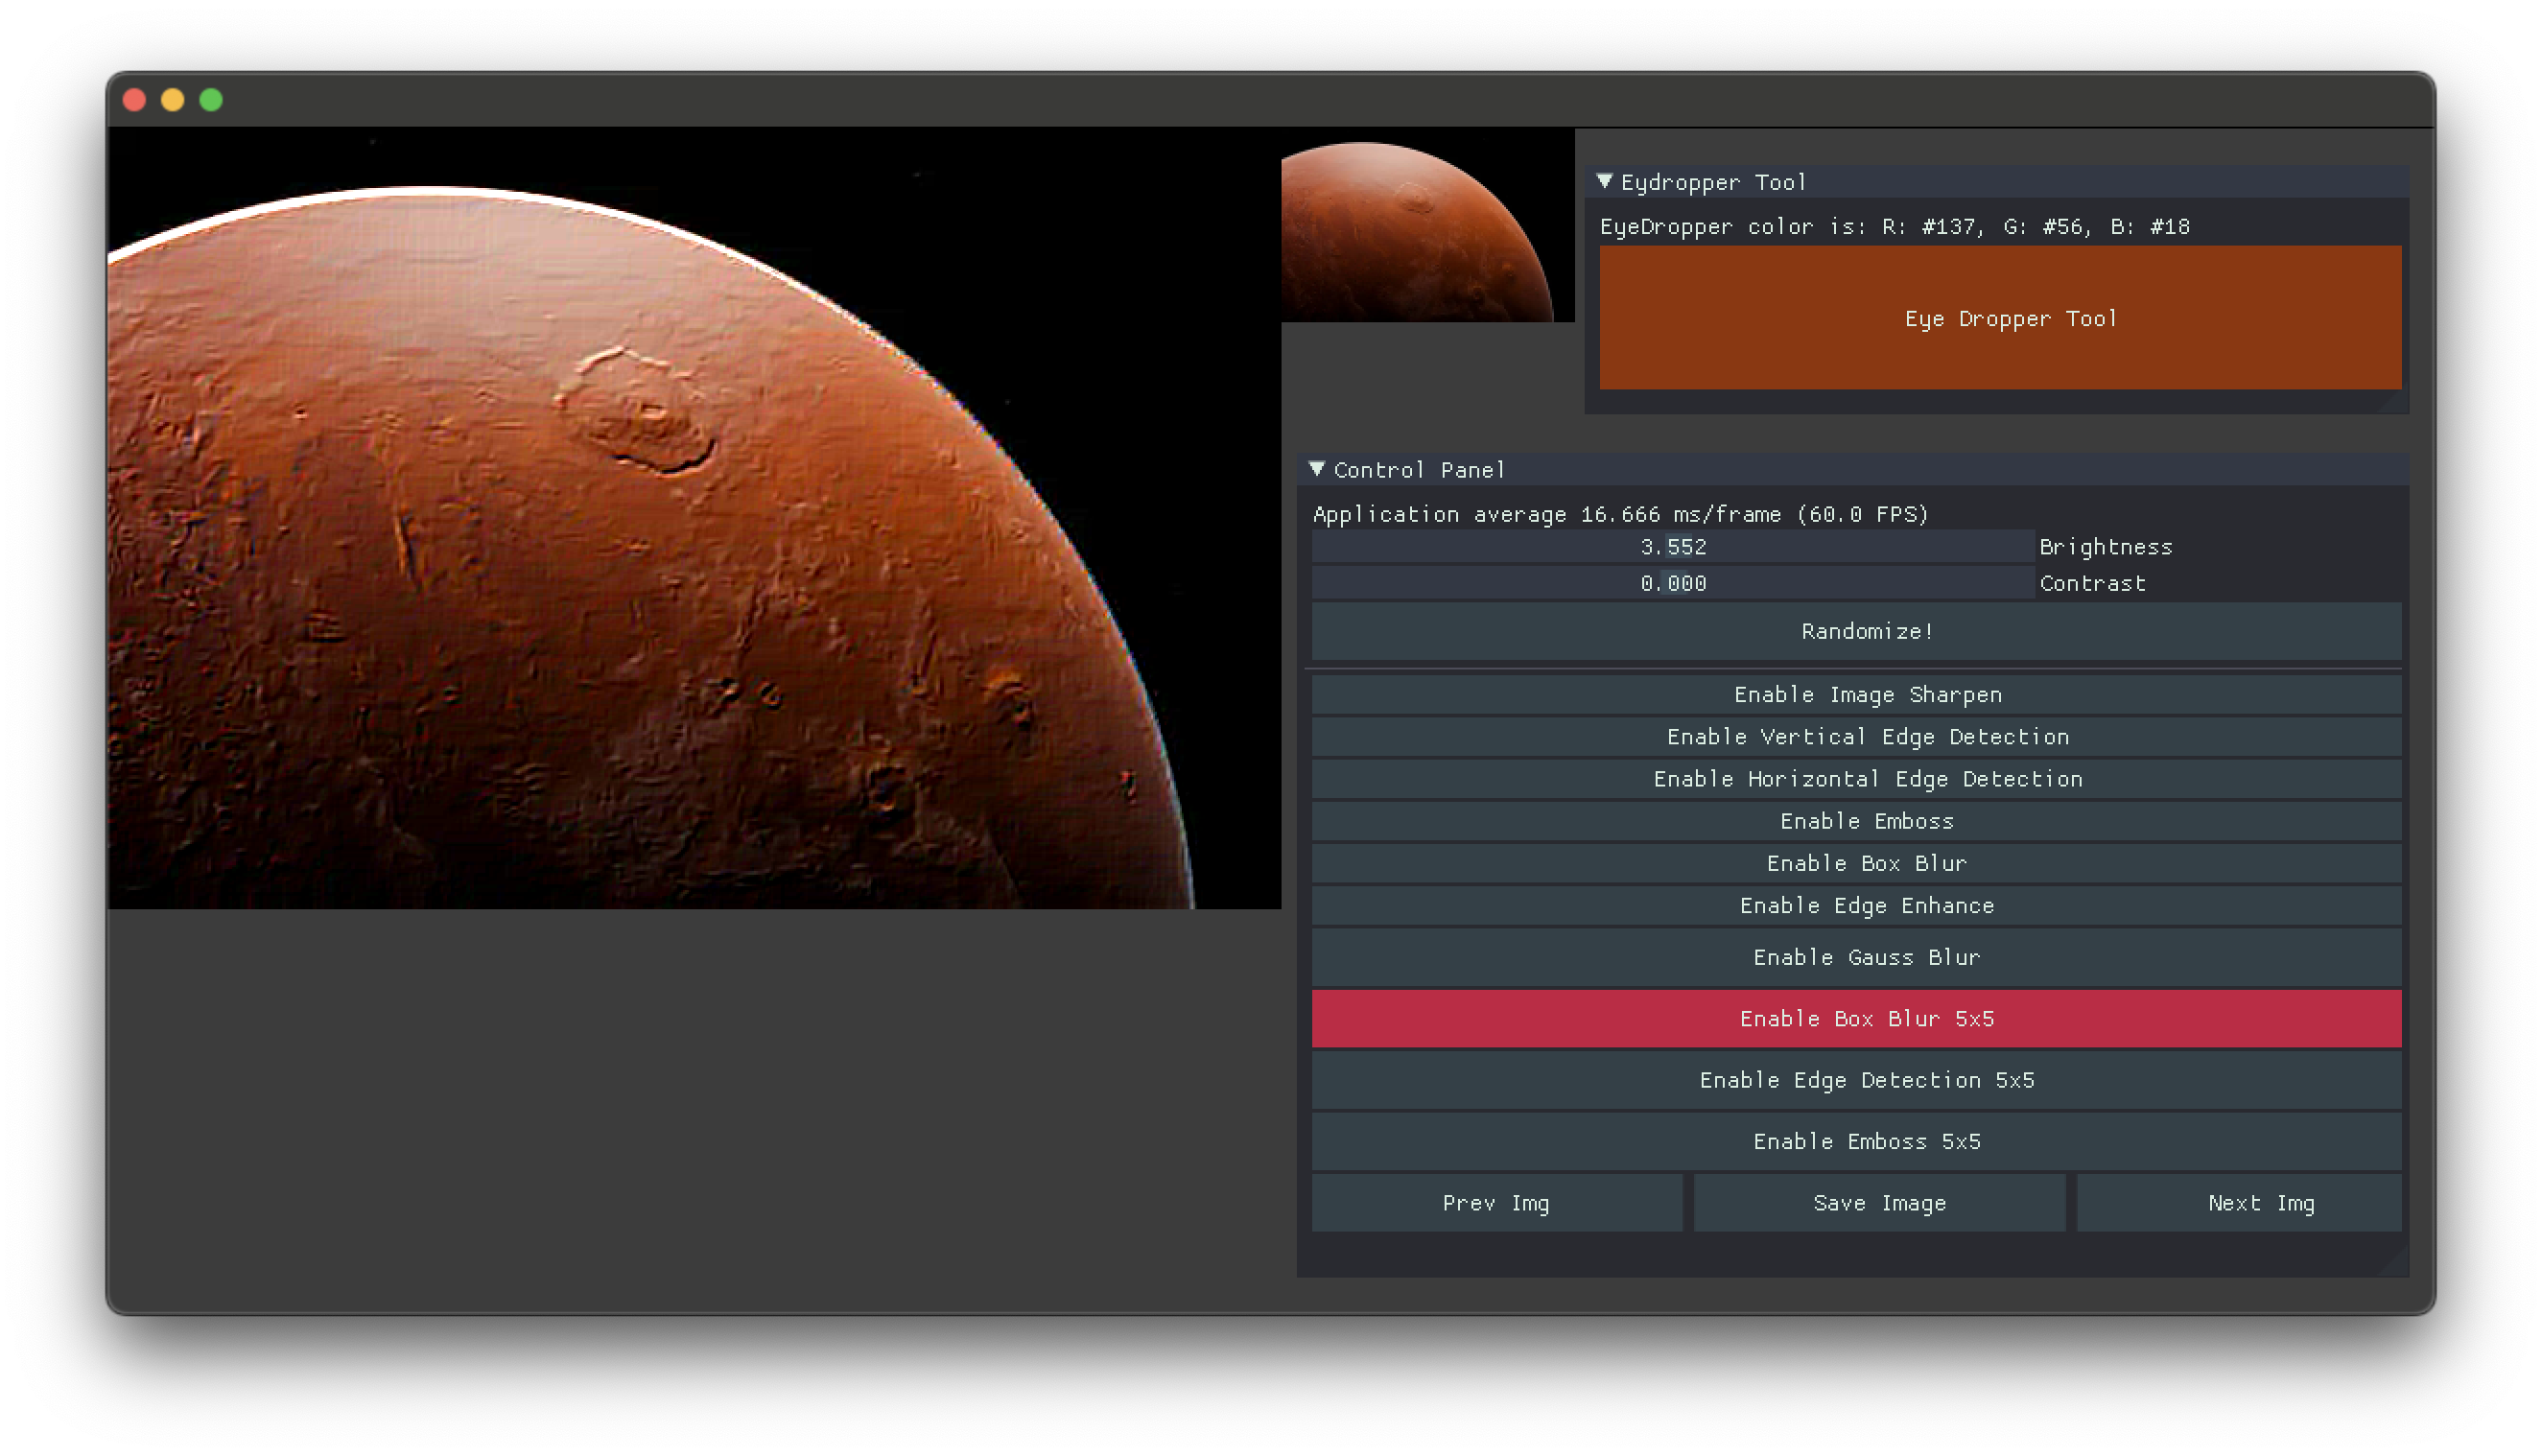 Eydropper Tool
EyeDropper color is: R: #137, G: #56, B: #18
Eye Dropper Tool
Control Panel
Application average 16.666 ms/frame (60.0 FPS)
3.552 Brightness
0.000 Contrast
Randomize!
Enable Image Sharpen
Enable Vertical Edge Detection
Enable Horizontal Edge Detection
Enable Emboss
Enable Box Blur
Enable Edge Enhance
Enable Gauss Blur
Enable Box Blur 5x5
Enable Edge Detection 5x5
Enable Emboss 5x5
Prev Img Save Image Next Img